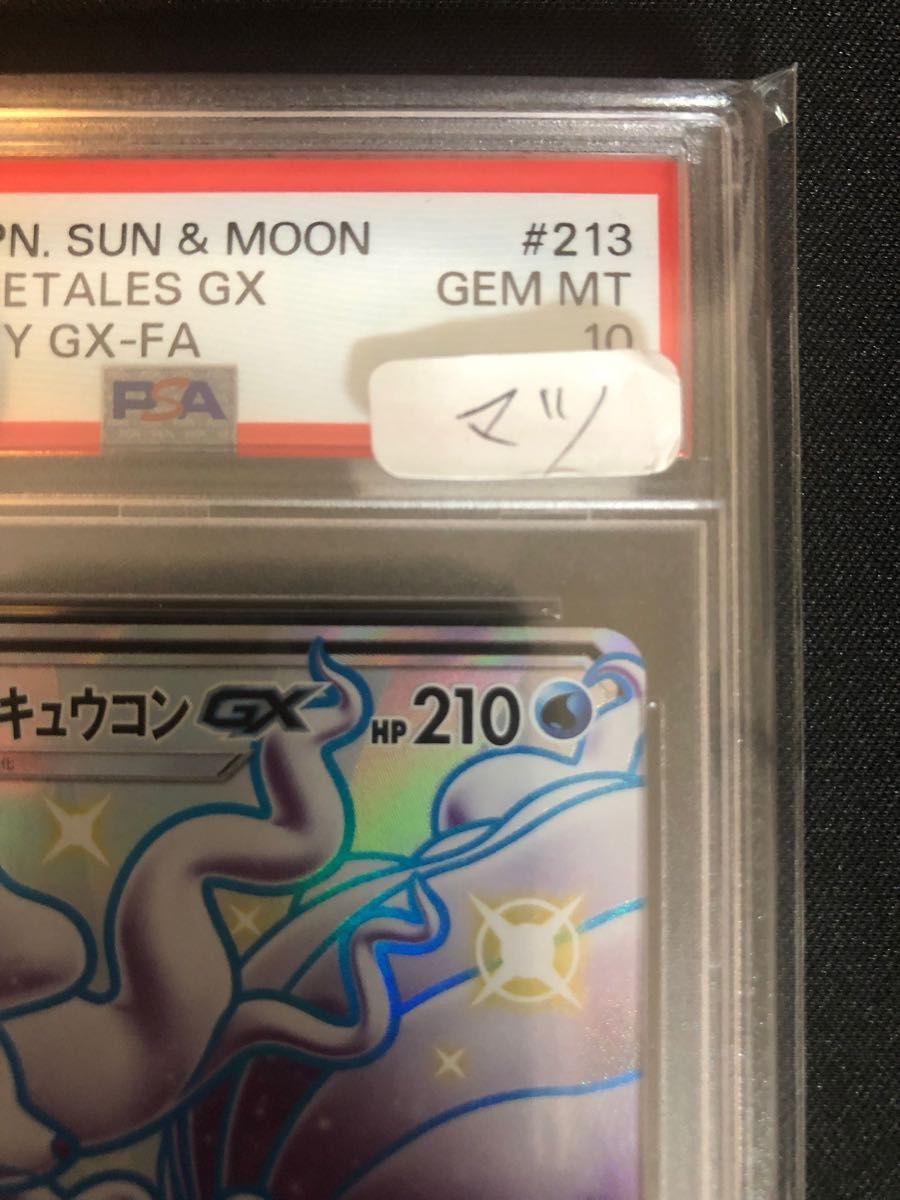 PN. SUN & MOON #213
ETALES GX GEM MT
Y GX-FA 10
PSA
マツ
キュウコン GX HP 210
化